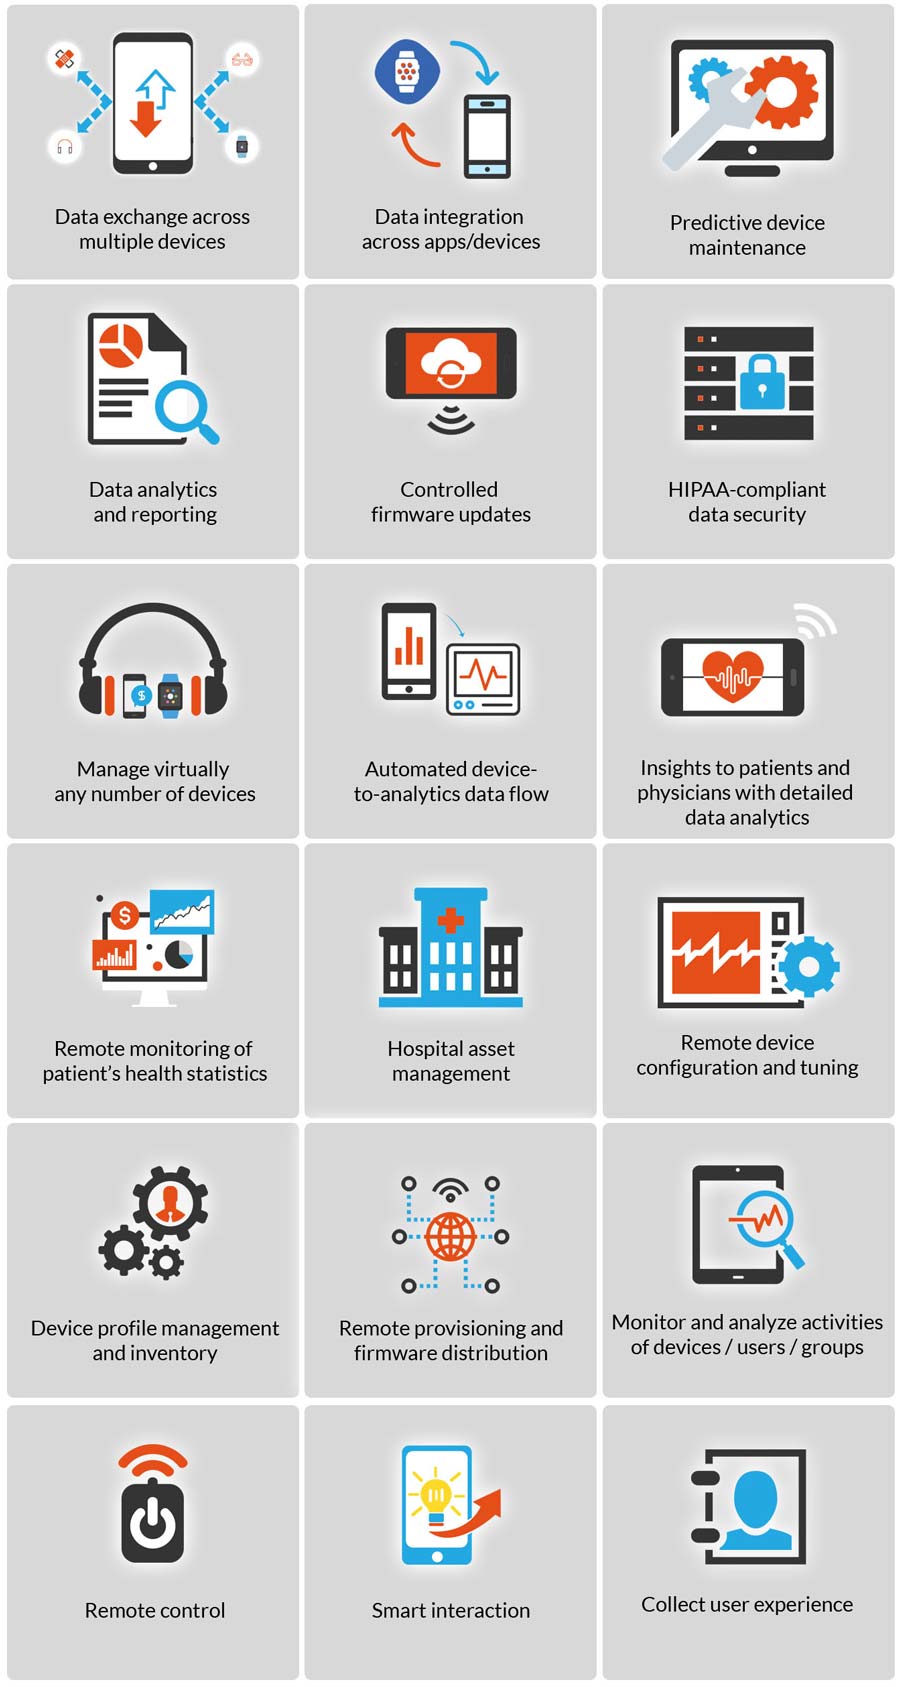 Data exchange across
multiple devices
Data integration
across apps/devices
Predictive device
maintenance
Data analytics
and reporting
Controlled
firmware updates
HIPAA-compliant
data security
$
Manage virtually
any number of devices
Automated device-
to-analytics data flow
Insights to patients and
physicians with detailed
data analytics
$
Remote monitoring of
patient’s health statistics
Hospital asset
management
Remote device
configuration and tuning
Device profile management
and inventory
Remote provisioning and
firmware distribution
Monitor and analyze activities
of devices / users / groups
Remote control
Smart interaction
Collect user experience